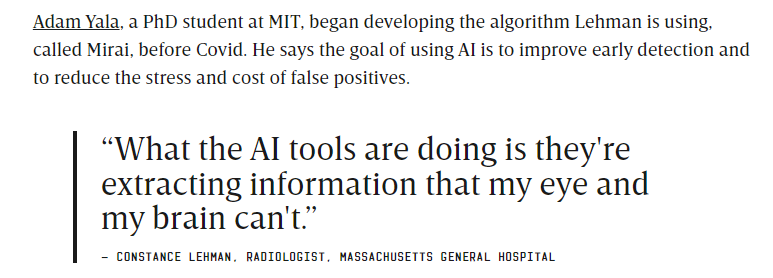 Adam Yala, a PhD student at MIT, began developing the algorithm Lehman is using,
called Mirai, before Covid. He says the goal of using AI is to improve early detection and
to reduce the stress and cost of false positives.
“What the AI tools are doing is they're
extracting information that my eye and
my brain can't.”
– CONSTANCE LEHMAN, RADIOLOGIST, MASSACHUSETTS GENERAL HOSPITAL